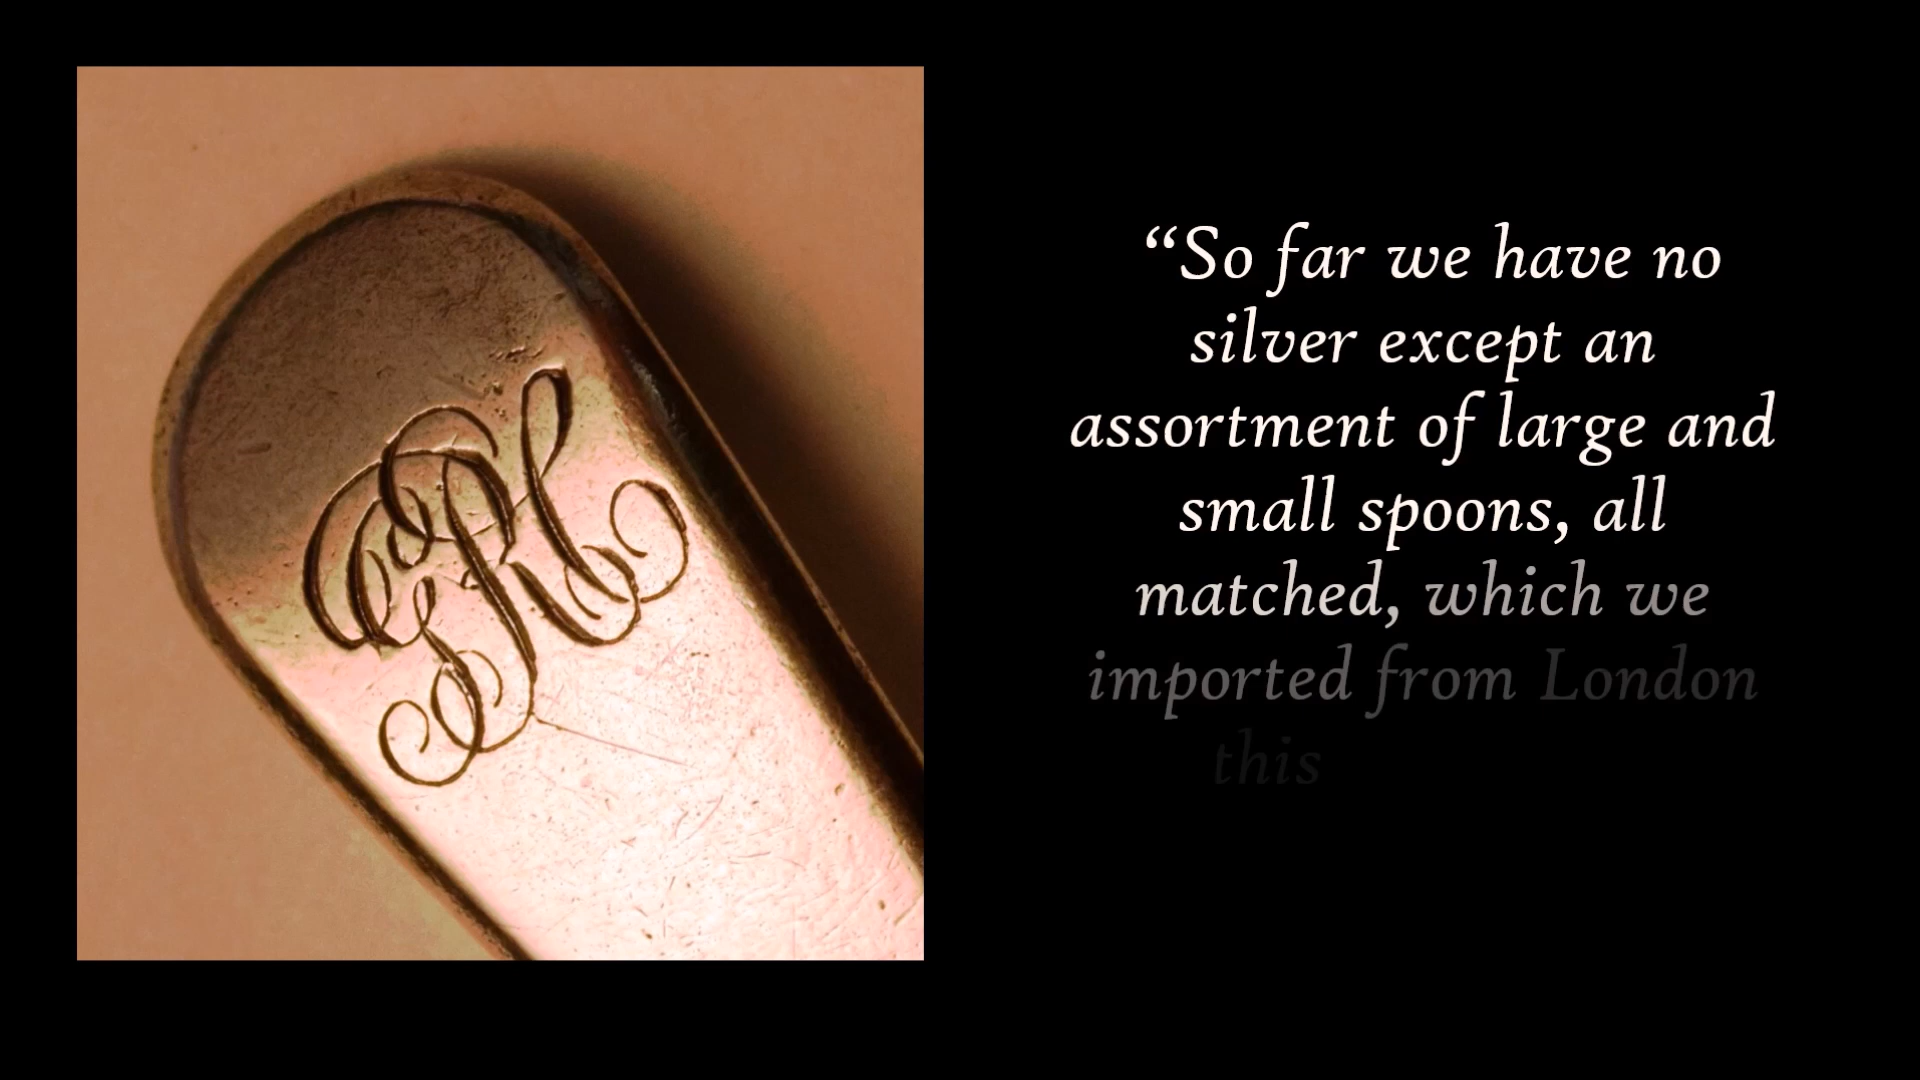 “So far we have no
silver except an
assortment of large and
small spoons, all
matched, which we
imported from London
this